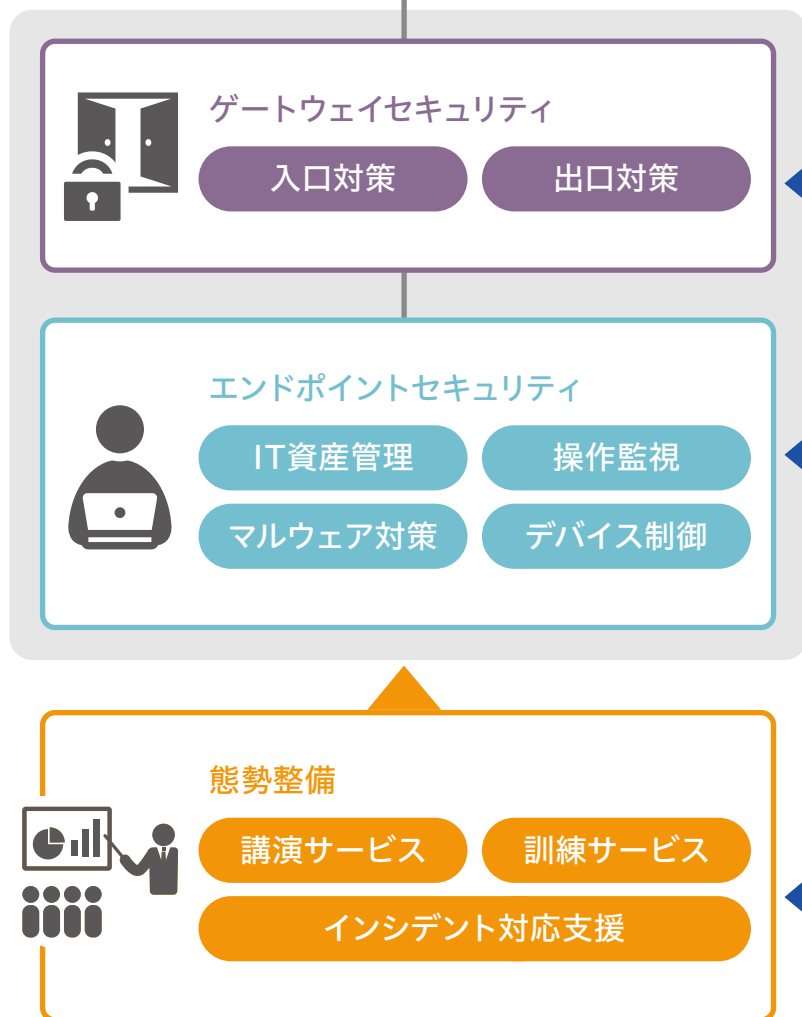 ゲートウェイセキュリティ
入口対策 出口対策
エンドポイントセキュリティ
IT資産管理 操作監視
マルウェア対策 デバイス制御
態勢整備
講演サービス 訓練サービス
インシデント対応支援